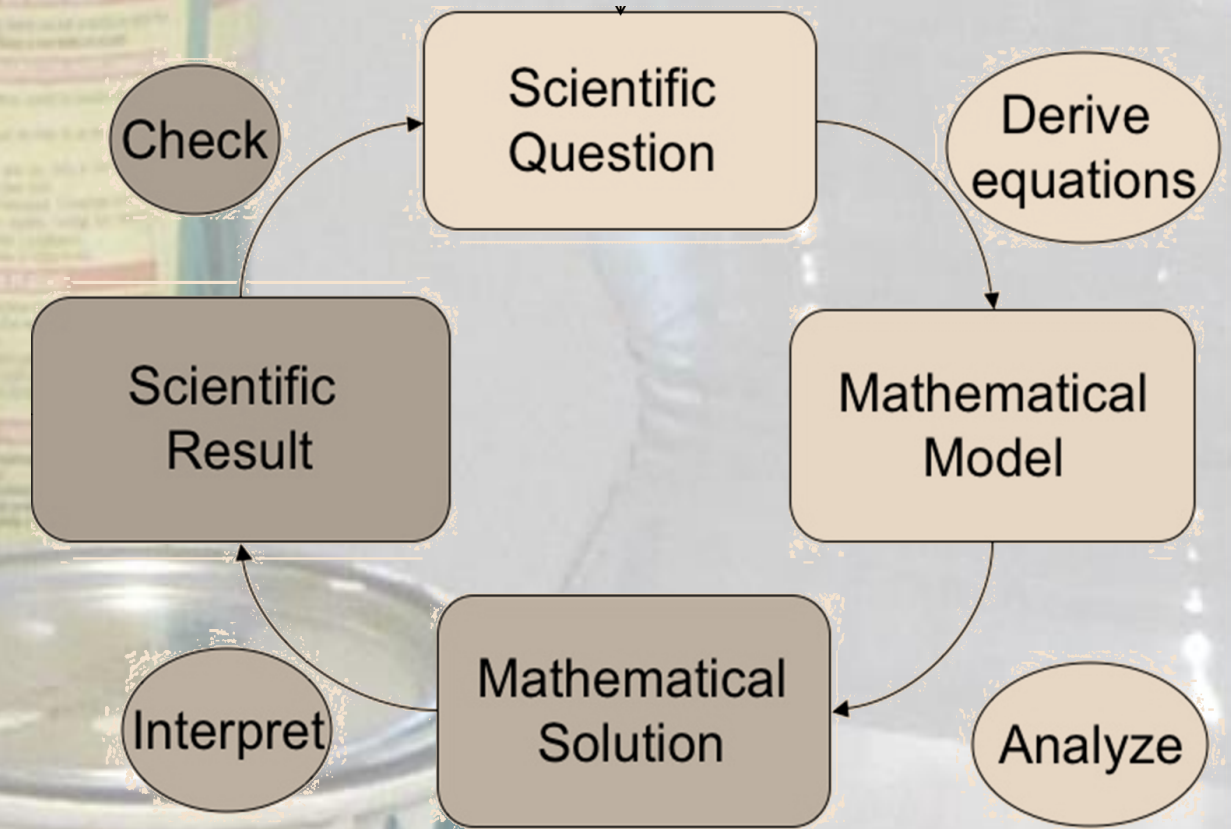 Scientific
Question
Derive
equations
Mathematical
Model
Analyze
Mathematical
Solution
Interpret
Scientific
Result
Check